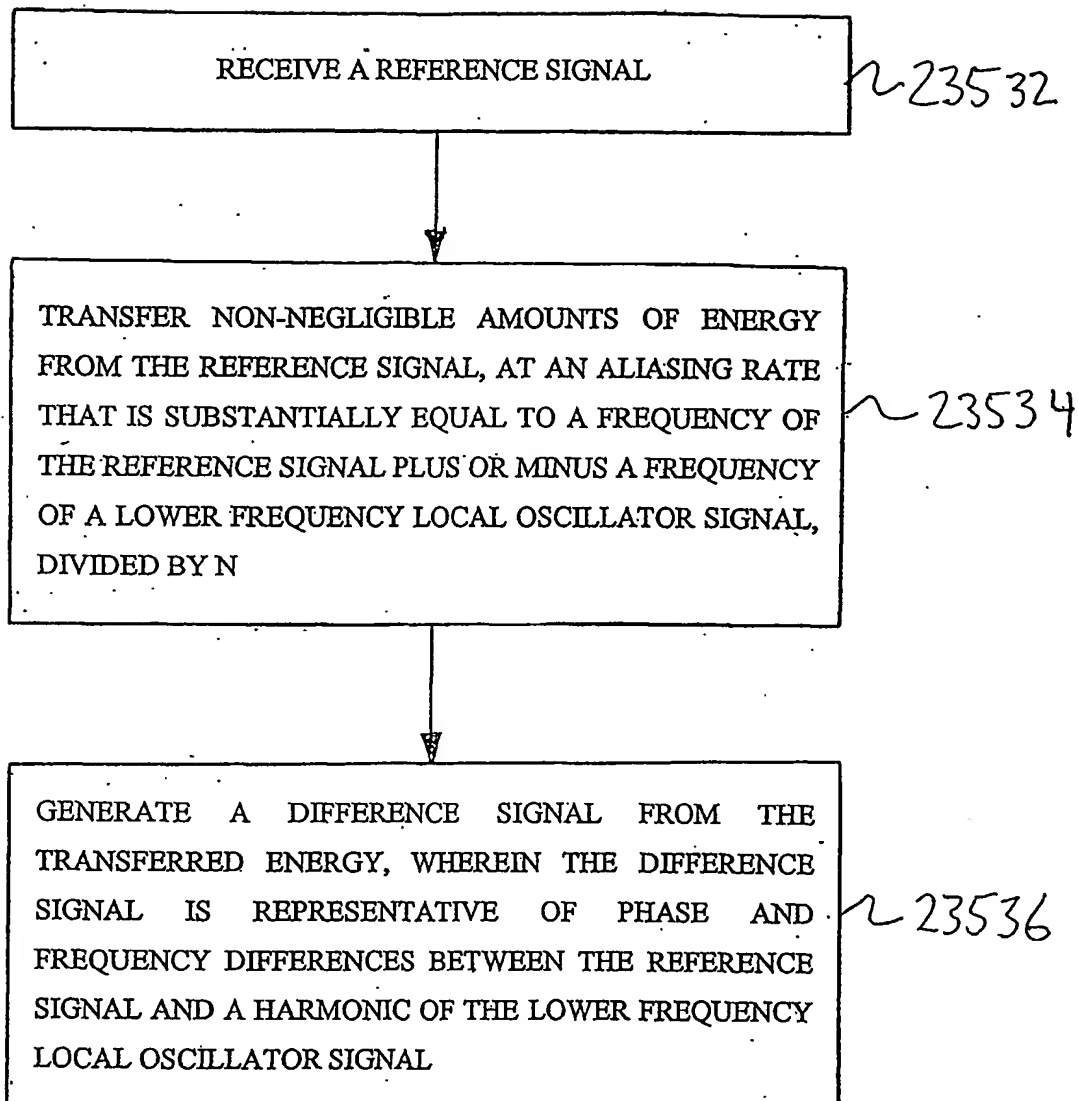 RECEIVE A REFERENCE SIGNAL
23532
TRANSFER NON-NEGLIGIBLE AMOUNTS OF ENERGY
FROM THE REFERENCE SIGNAL, AT AN ALIASING RATE
THAT IS SUBSTANTIALLY EQUAL TO A FREQUENCY OF
THE REFERENCE SIGNAL PLUS OR MINUS A FREQUENCY
OF A LOWER FREQUENCY LOCAL OSCILLATOR SIGNAL,
DIVIDED BY N
23534
GENERATE A DIFFERENCE SIGNAL FROM THE
TRANSFERRED ENERGY, WHEREIN THE DIFFERENCE
SIGNAL IS REPRESENTATIVE OF PHASE AND
FREQUENCY DIFFERENCES BETWEEN THE REFERENCE
SIGNAL AND A HARMONIC OF THE LOWER FREQUENCY
LOCAL OSCILLATOR SIGNAL
23536